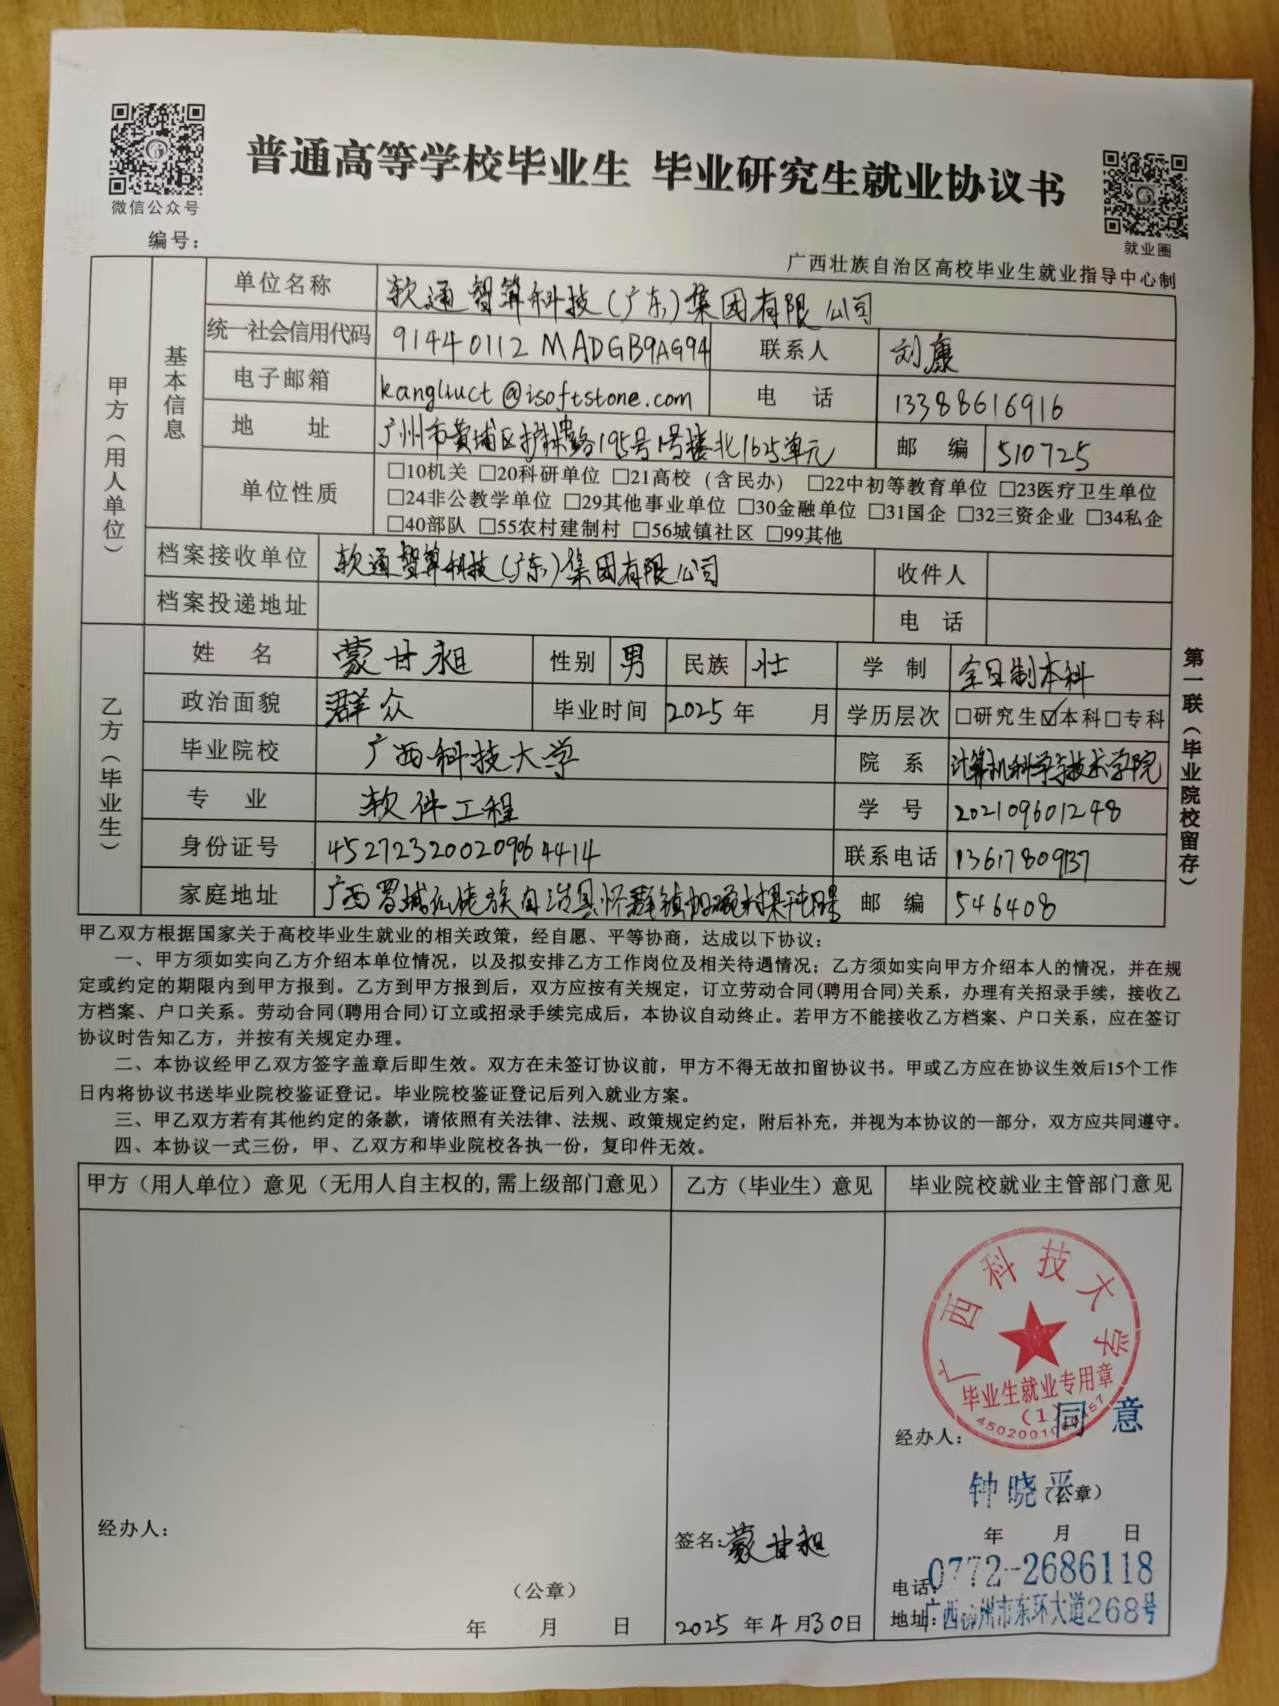 微信公众号
普通高等学校毕业生 毕业研究生就业协议书
就业圈
编号：
广西壮族自治区高校毕业生就业指导中心制
甲方（用人单位）
基本信息
单位名称 软通智算科技(广东)集团有限公司
统一社会信用代码 91440112MADGB9AG94 联系人 刘康
电子邮箱 kangliuct@isoftstone.com 电话 13388616916
地址 广州市黄埔区护林路195号1号楼北1625单元 邮编 510725
单位性质 □10机关 □20科研单位 □21高校（含民办） □22中初等教育单位 □23医疗卫生单位
□24非公教学单位 □29其他事业单位 □30金融单位 □31国企 □32三资企业 □34私企
□40部队 □55农村建制村 □56城镇社区 □99其他
档案接收单位 软通智算科技(广东)集团有限公司 收件人
档案投递地址 电话
乙方（毕业生）
姓名 蒙甘昶 性别 男 民族 壮 学制 全日制本科
政治面貌 群众 毕业时间 2025年 月 学历层次 □研究生☑本科□专科
毕业院校 广西科技大学 院系 计算机科学与技术学院
专业 软件工程 学号 202109601248
身份证号 452723200209064414 联系电话 13617809137
家庭地址 广西罗城仫佬族自治县怀群镇 邮编 546408
第一联（毕业院校留存）
甲乙双方根据国家关于高校毕业生就业的相关政策，经自愿、平等协商，达成以下协议：
一、甲方须如实向乙方介绍本单位情况，以及拟安排乙方工作岗位及相关待遇情况；乙方须如实向甲方介绍本人的情况，并在规
定或约定的期限内到甲方报到。乙方到甲方报到后，双方应按有关规定，订立劳动合同(聘用合同)关系，办理有关招录手续，接收乙
方档案、户口关系。劳动合同(聘用合同)订立或招录手续完成后，本协议自动终止。若甲方不能接收乙方档案、户口关系，应在签订
协议时告知乙方，并按有关规定办理。
二、本协议经甲乙双方签字盖章后即生效。双方在未签订协议前，甲方不得无故扣留协议书。甲或乙方应在协议生效后15个工作
日内将协议书送毕业院校鉴证登记。毕业院校鉴证登记后列入就业方案。
三、甲乙双方若有其他约定的条款，请依照有关法律、法规、政策规定约定，附后补充，并视为本协议的一部分，双方应共同遵守。
四、本协议一式三份，甲、乙双方和毕业院校各执一份，复印件无效。
甲方（用人单位）意见（无用人自主权的,需上级部门意见） 乙方（毕业生）意见 毕业院校就业主管部门意见
广西科技大学
毕业生就业专用章
（1）
同意
经办人：
钟晓平
（公章）
年 月 日
电话：0772-2686118
地址：广西柳州市东环大道268号
经办人：
（公章）
年 月 日
签名：蒙甘昶
2025年4月30日